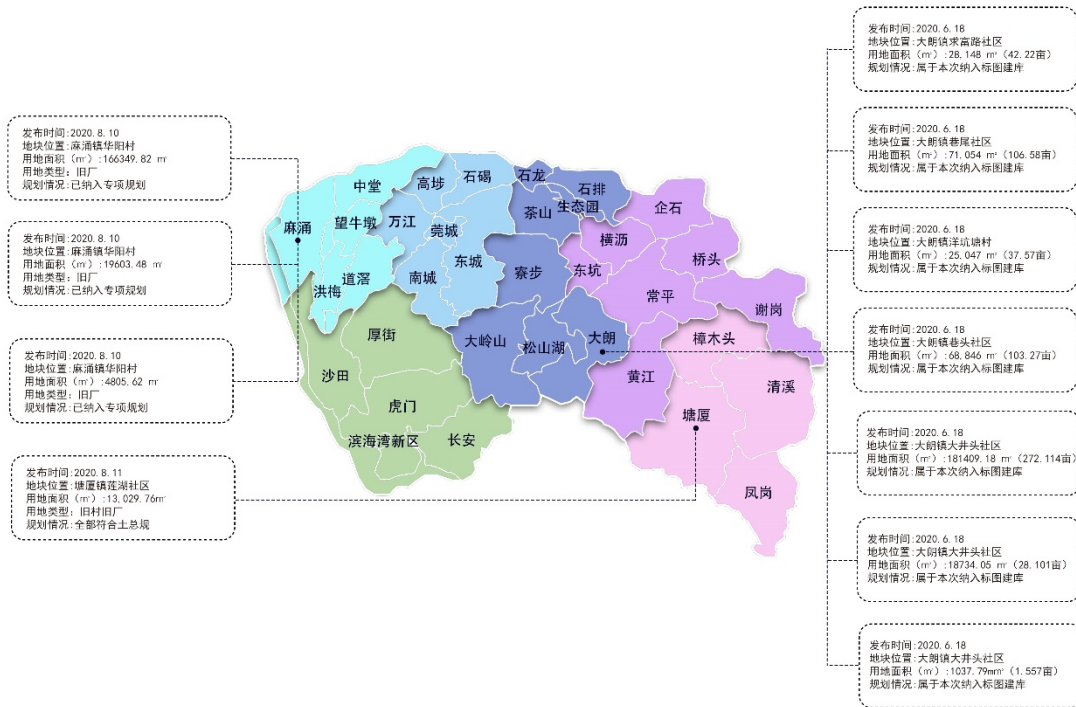 发布时间:2020.8.10
地块位置:麻涌镇华阳村
用地面积（㎡）:166349.82 ㎡
用地类型:旧厂
规划情况:已纳入专项规划
发布时间:2020.8.10
地块位置:麻涌镇华阳村
用地面积（㎡）:19603.48 ㎡
用地类型:旧厂
规划情况:已纳入专项规划
发布时间:2020.8.10
地块位置:麻涌镇华阳村
用地面积（㎡）:4805.62 ㎡
用地类型:旧厂
规划情况:已纳入专项规划
发布时间:2020.8.11
地块位置:塘厦镇莲湖社区
用地面积（㎡）:13,029.76㎡
用地类型:旧村旧厂
规划情况:全部符合土总规
中堂
麻涌
望牛墩
道滘
洪梅
高埗
石碣
万江
莞城
东城
南城
石龙
石排
茶山
生态园
寮步
大岭山
松山湖
大朗
企石
横沥
东坑
桥头
常平
谢岗
黄江
樟木头
清溪
塘厦
凤岗
厚街
沙田
虎门
滨海湾新区
长安
发布时间:2020.6.18
地块位置:大朗镇求富路社区
用地面积（㎡）:28,148 ㎡（42.22亩）
规划情况:属于本次纳入标图建库
发布时间:2020.6.18
地块位置:大朗镇巷尾社区
用地面积（㎡）:71,054 ㎡（106.58亩）
规划情况:属于本次纳入标图建库
发布时间:2020.6.18
地块位置:大朗镇洋坑塘村
用地面积（㎡）:25,047 ㎡（37.57亩）
规划情况:属于本次纳入标图建库
发布时间:2020.6.18
地块位置:大朗镇巷头社区
用地面积（㎡）:68,846 ㎡（103.27亩）
规划情况:属于本次纳入标图建库
发布时间:2020.6.18
地块位置:大朗镇大井头社区
用地面积（㎡）:181409.18 ㎡（272.114亩）
规划情况:属于本次纳入标图建库
发布时间:2020.6.18
地块位置:大朗镇大井头社区
用地面积（㎡）:18734.05 ㎡（28.101亩）
规划情况:属于本次纳入标图建库
发布时间:2020.6.18
地块位置:大朗镇大井头社区
用地面积（㎡）:1037.79mm²（1.557亩）
规划情况:属于本次纳入标图建库